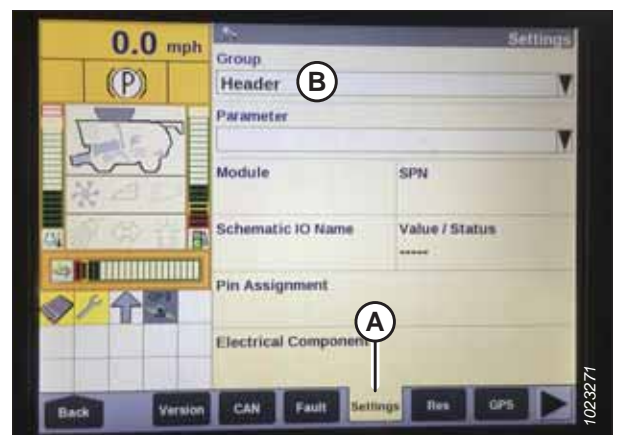 0.0 mph
Settings
(P)
Group
Header
B
Parameter
Module
SPN
Schematic IO Name
Value / Status
-----
Pin Assignment
A
Electrical Component
Back
Version
CAN
Fault
Settings
Res
GPS
1023271